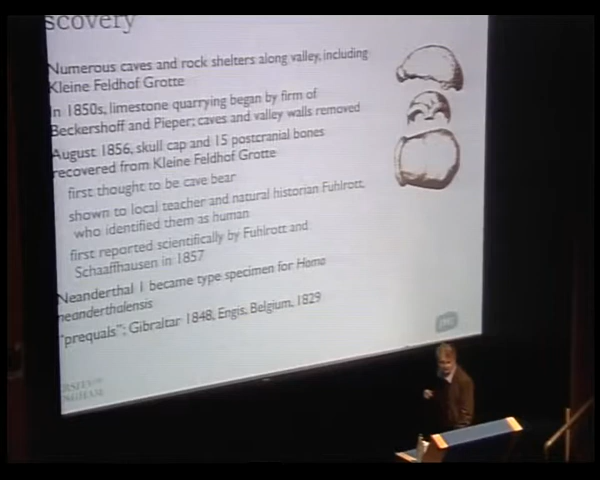 scovery
Numerous caves and rock shelters along valley, including
Kleine Feldhof Grotte
In 1850s, limestone quarrying began by firm of
Beckershoff and Pieper; caves and valley walls removed
August 1856, skull cap and 15 postcranial bones
recovered from Kleine Feldhof Grotte
first thought to be cave bear
shown to local teacher and natural historian Fuhlrott,
who identified them as human
first reported scientifically by Fuhlrott and
Schaaffhausen in 1857
Neanderthal 1 became type specimen for Homo
neanderthalensis
"prequals": Gibraltar 1848, Engis, Belgium, 1829